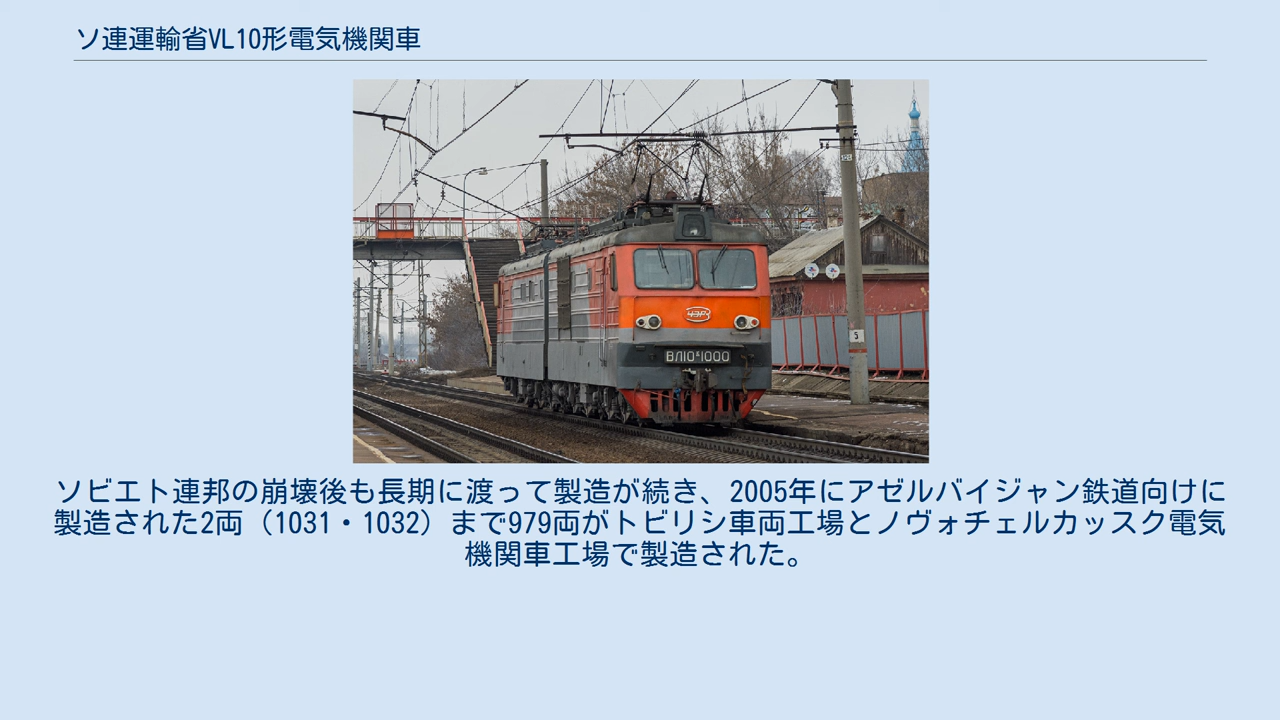 ソ連運輸省VL10形電気機関車
ЧЭРЗ
ВЛ10К1000
5
ソビエト連邦の崩壊後も長期に渡って製造が続き、2005年にアゼルバイジャン鉄道向けに
製造された2両（1031・1032）まで979両がトビリシ車両工場とノヴォチェルカッスク電気
機関車工場で製造された。